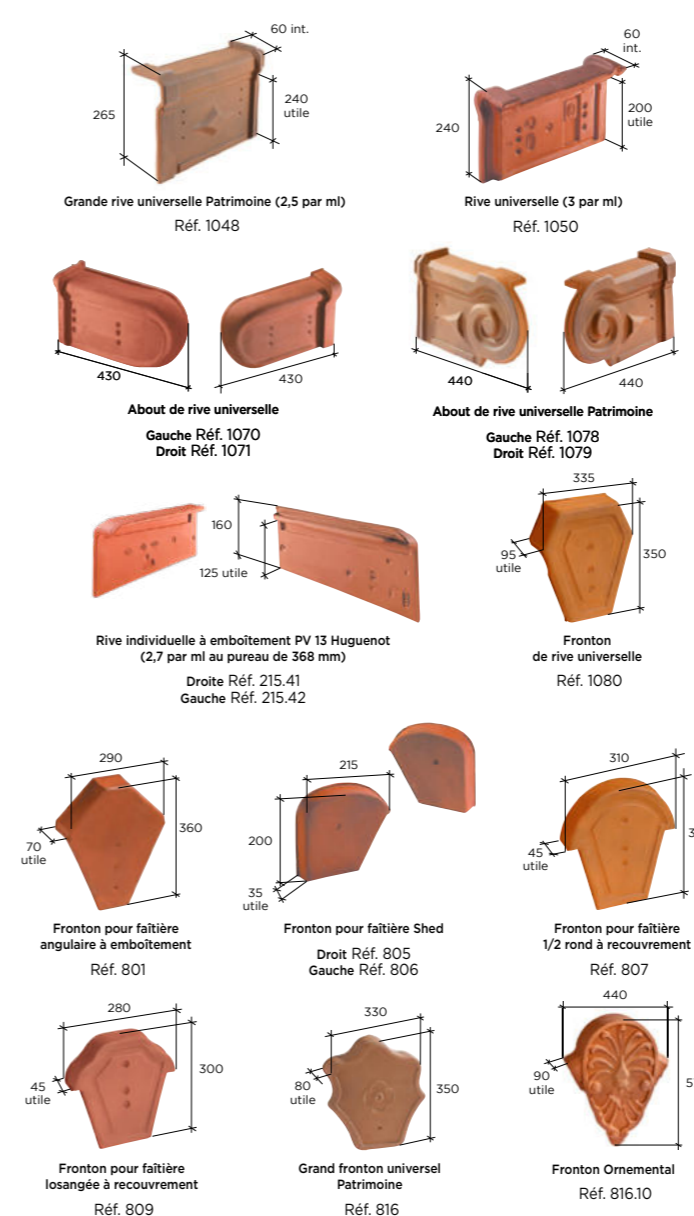 60 int.
265
240
utile
Grande rive universelle Patrimoine (2,5 par ml)
Réf. 1048
60
int.
240
200
utile
Rive universelle (3 par ml)
Réf. 1050
430
430
About de rive universelle
Gauche Réf. 1070
Droit Réf. 1071
440
440
About de rive universelle Patrimoine
Gauche Réf. 1078
Droit Réf. 1079
160
125 utile
Rive individuelle à emboîtement PV 13 Huguenot
(2,7 par ml au pureau de 368 mm)
Droite Réf. 215.41
Gauche Réf. 215.42
335
95
utile
350
Fronton
de rive universelle
Réf. 1080
290
70
utile
360
Fronton pour faîtière
angulaire à emboîtement
Réf. 801
215
200
35
utile
Fronton pour faîtière Shed
Droit Réf. 805
Gauche Réf. 806
310
45
utile
Fronton pour faîtière
1/2 rond à recouvrement
Réf. 807
280
45
utile
300
Fronton pour faîtière
losangée à recouvrement
Réf. 809
330
80
utile
350
Grand fronton universel
Patrimoine
Réf. 816
440
90
utile
Fronton Ornemental
Réf. 816.10